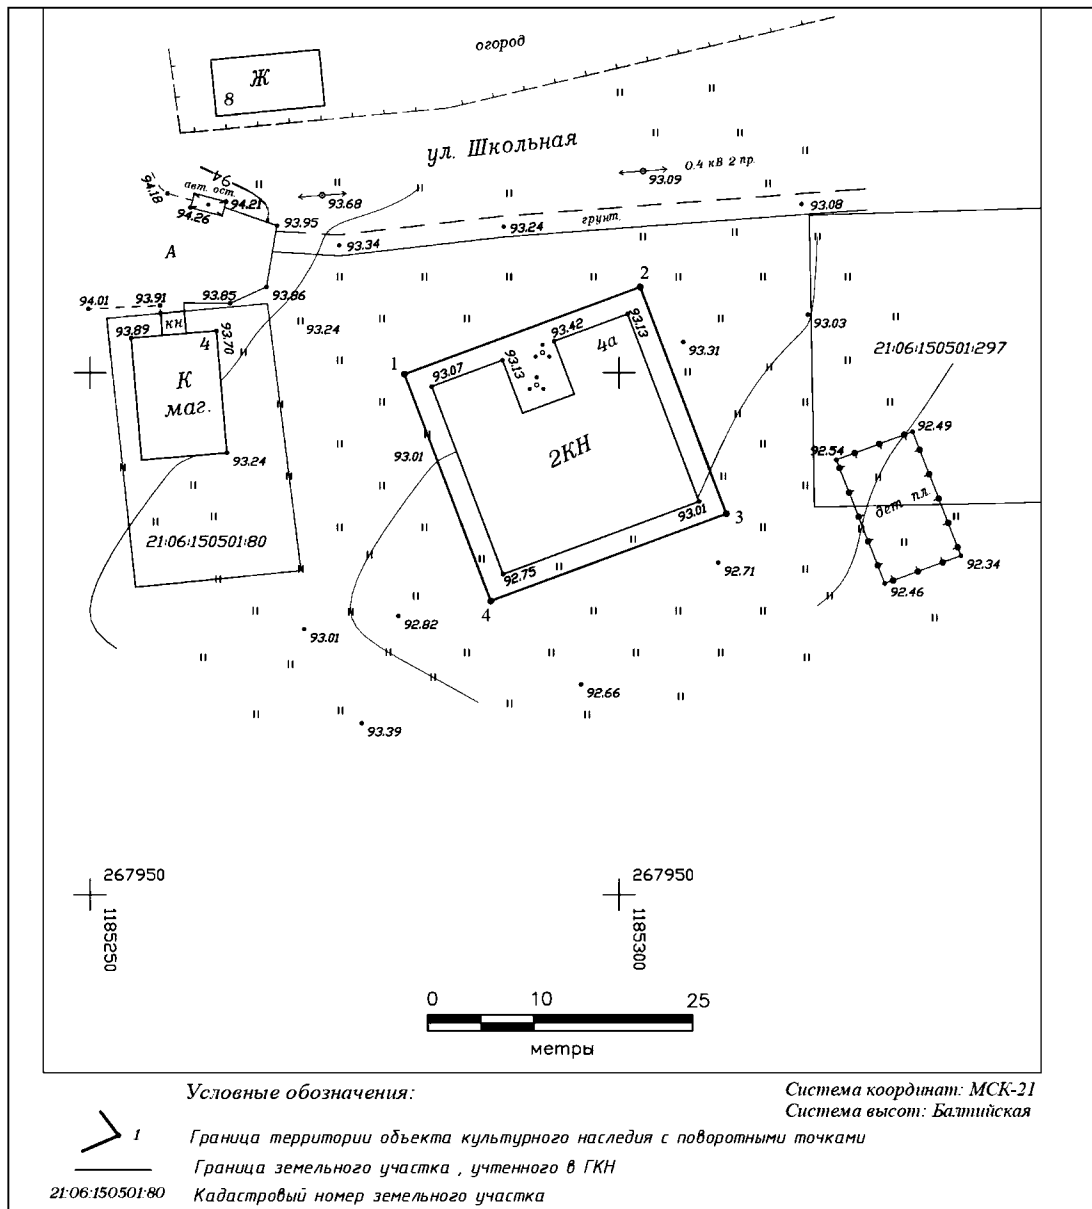 огород
Ж
8
ул. Школьная
0.4 кВ 2 пр.
93.09
94
94.18
авт. ост.
94.21
94.26
93.68
93.95
93.08
грунт.
93.24
93.34
А
2
94.01
93.91
93.85
93.86
93.89
кн
4
93.70
93.24
93.03
93.13
93.42
4а
93.31
21:06:150501:297
1
93.07
93.13
К
маг.
92.49
92.54
93.01
93.24
2КН
дет. пл.
93.01
3
21:06:150501:80
92.75
92.71
92.34
92.46
4
93.01
92.82
92.66
93.39
267950
267950
1185250
1185300
0 10 25
метры
Условные обозначения:
Система координат: МСК-21
Система высот: Балтийская
1 Граница территории объекта культурного наследия с поворотными точками
Граница земельного участка , учтенного в ГКН
21:06:150501:80 Кадастровый номер земельного участка